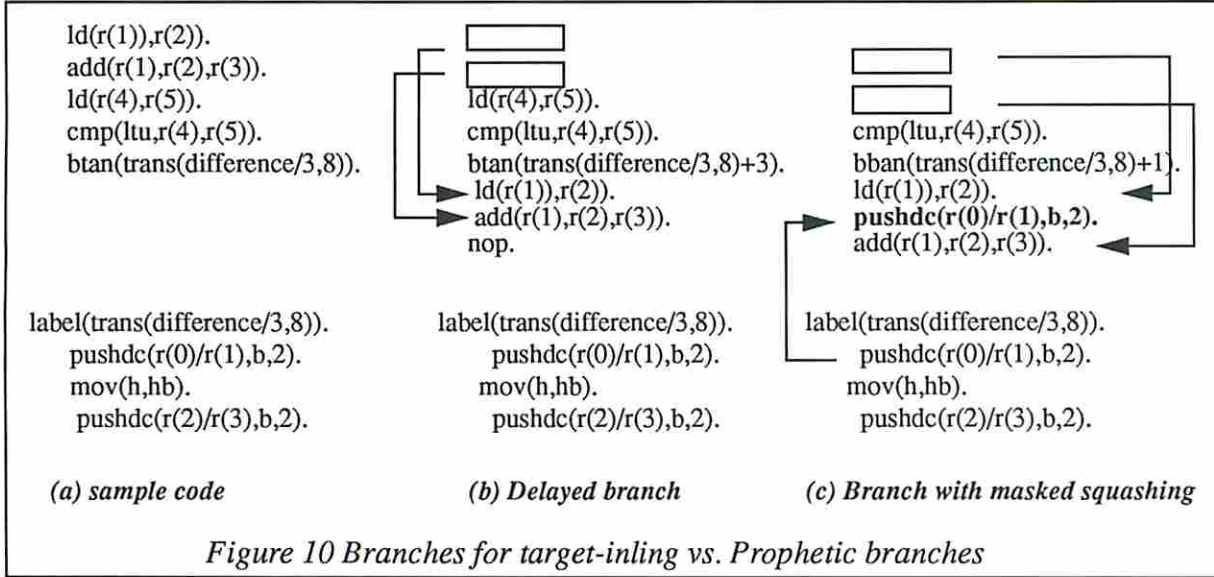 ld(r(1)),r(2)).
add(r(1),r(2),r(3)).
ld(r(4),r(5)).
cmp(ltu,r(4),r(5)).
btan(trans(difference/3,8)).
label(trans(difference/3,8)).
pushdc(r(0)/r(1),b,2).
mov(h,hb).
pushdc(r(2)/r(3),b,2).
(a) sample code
ld(r(4),r(5)).
cmp(ltu,r(4),r(5)).
btan(trans(difference/3,8)+3).
ld(r(1)),r(2)).
add(r(1),r(2),r(3)).
nop.
label(trans(difference/3,8)).
pushdc(r(0)/r(1),b,2).
mov(h,hb).
pushdc(r(2)/r(3),b,2).
(b) Delayed branch
cmp(ltu,r(4),r(5)).
bban(trans(difference/3,8)+1).
ld(r(1)),r(2)).
pushdc(r(0)/r(1),b,2).
add(r(1),r(2),r(3)).
label(trans(difference/3,8)).
pushdc(r(0)/r(1),b,2).
mov(h,hb).
pushdc(r(2)/r(3),b,2).
(c) Branch with masked squashing
Figure 10 Branches for target-inling vs. Prophetic branches